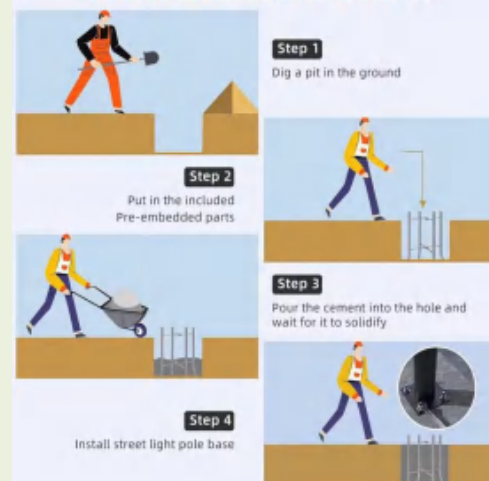 Step 1
Dig a pit in the ground
Step 2
Put in the included
Pre-embedded parts
Step 3
Pour the cement into the hole and
wait for it to solidify
Step 4
Install street light pole base